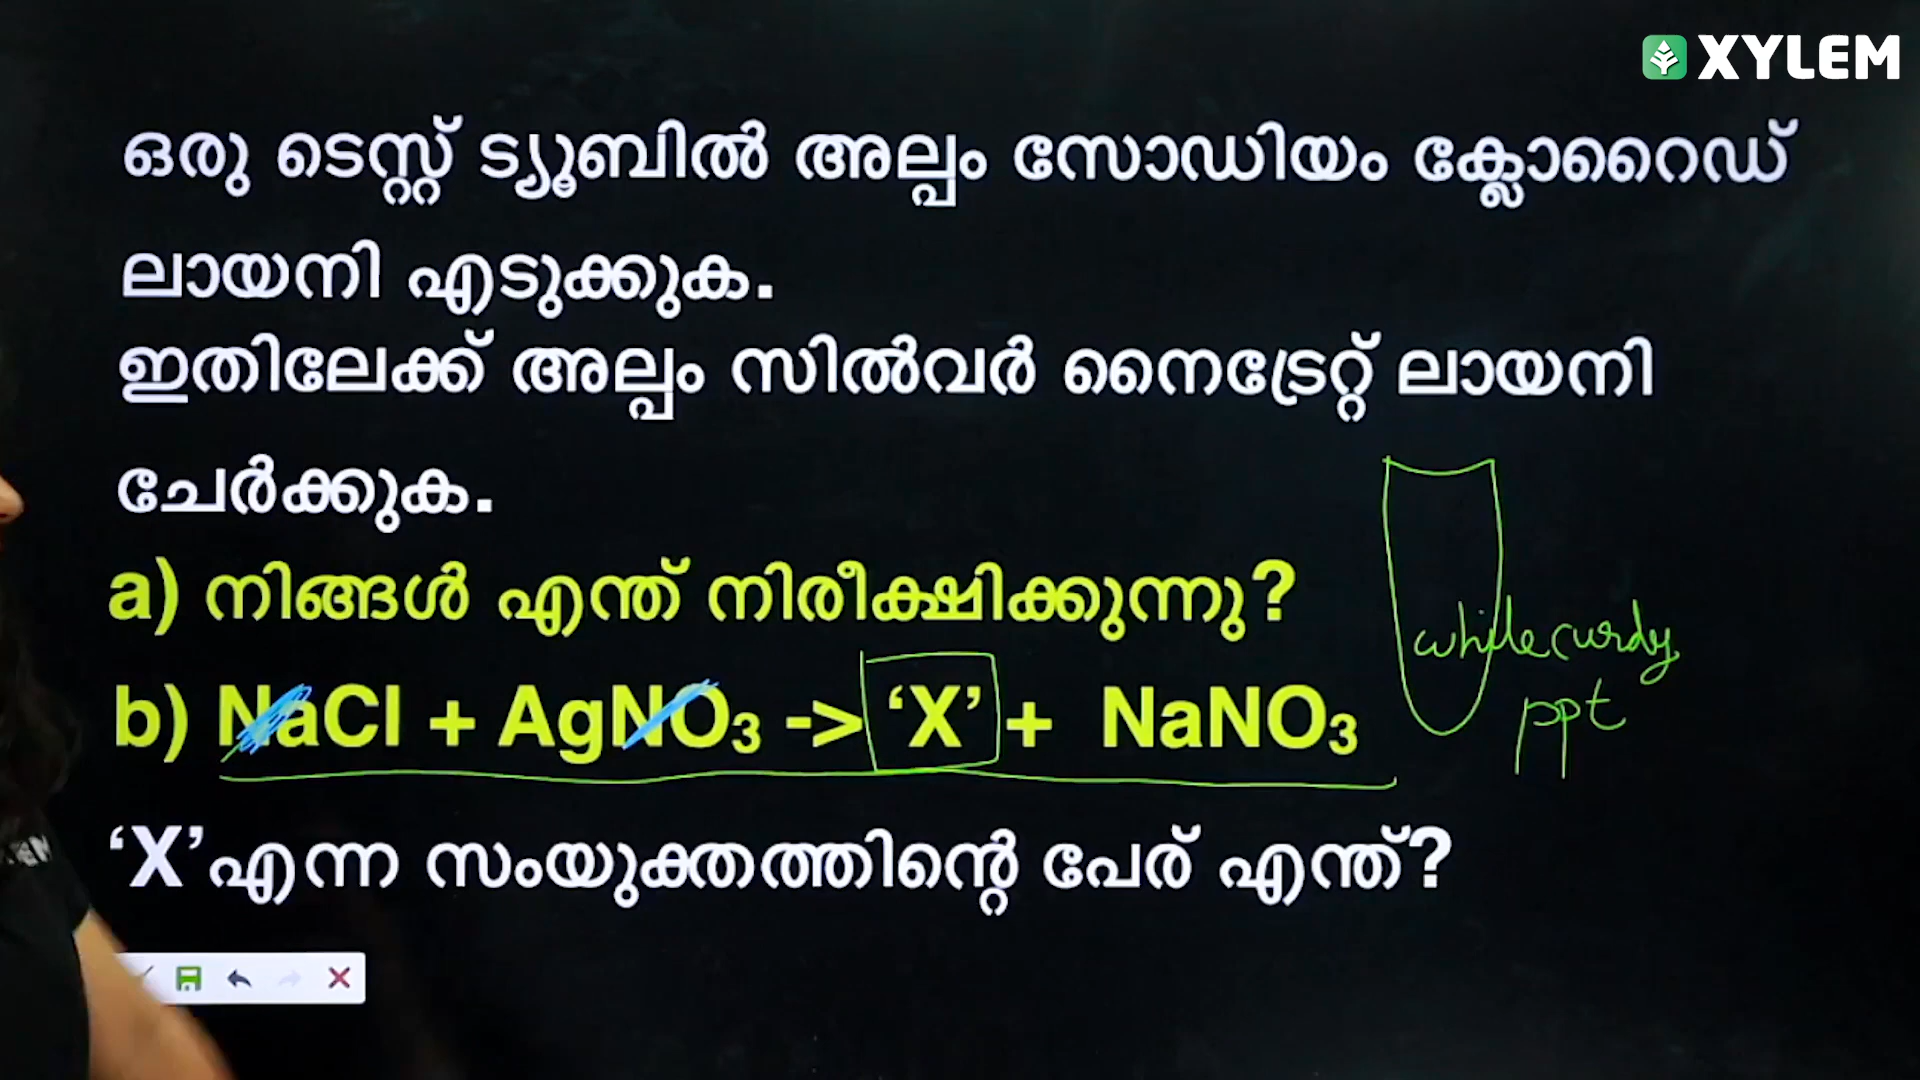 XYLEM
ഒരു ടെസ്റ്റ് ട്യൂബിൽ അല്പം സോഡിയം ക്ലോറൈഡ്
ലായനി എടുക്കുക.
ഇതിലേക്ക് അല്പം സിൽവർ നൈട്രേറ്റ് ലായനി
ചേർക്കുക.
a) നിങ്ങൾ എന്ത് നിരീക്ഷിക്കുന്നു?
white curdy
ppt
b) NaCl + AgNO₃ -> ‘X’ + NaNO₃
‘X’ എന്ന സംയുക്തത്തിന്റെ പേര് എന്ത്?